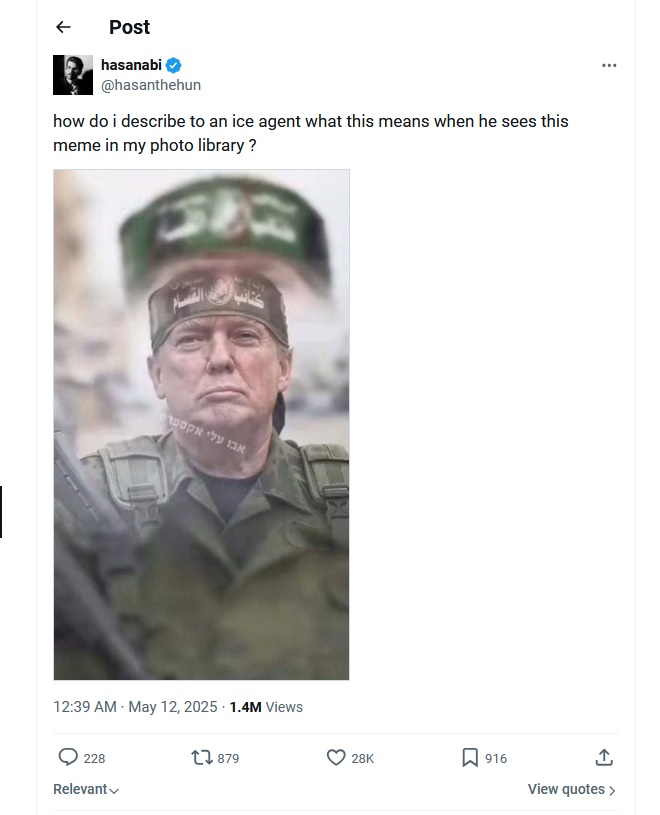 Post
hasanabi
@hasanthehun
how do i describe to an ice agent what this means when he sees this
meme in my photo library ?
كتائب القسام
אבו עלי אקספרס
12:39 AM · May 12, 2025 · 1.4M Views
228
879
28K
916
Relevant
View quotes